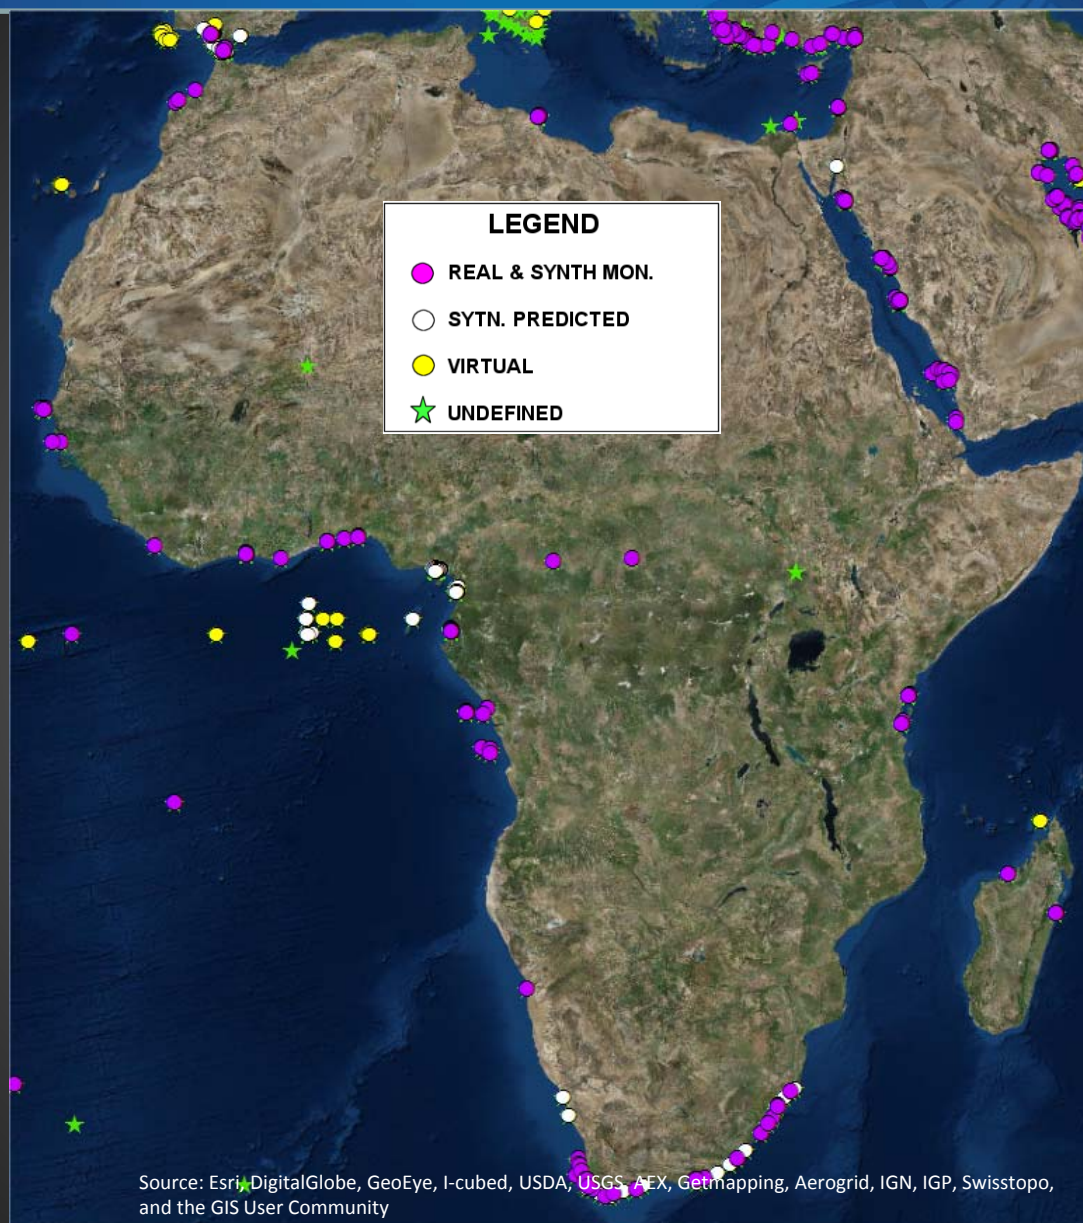 LEGEND
REAL & SYNTH MON.
SYTN. PREDICTED
VIRTUAL
UNDEFINED
Source: Esri, DigitalGlobe, GeoEye, I-cubed, USDA, USGS, AEX, Getmapping, Aerogrid, IGN, IGP, Swisstopo,
and the GIS User Community